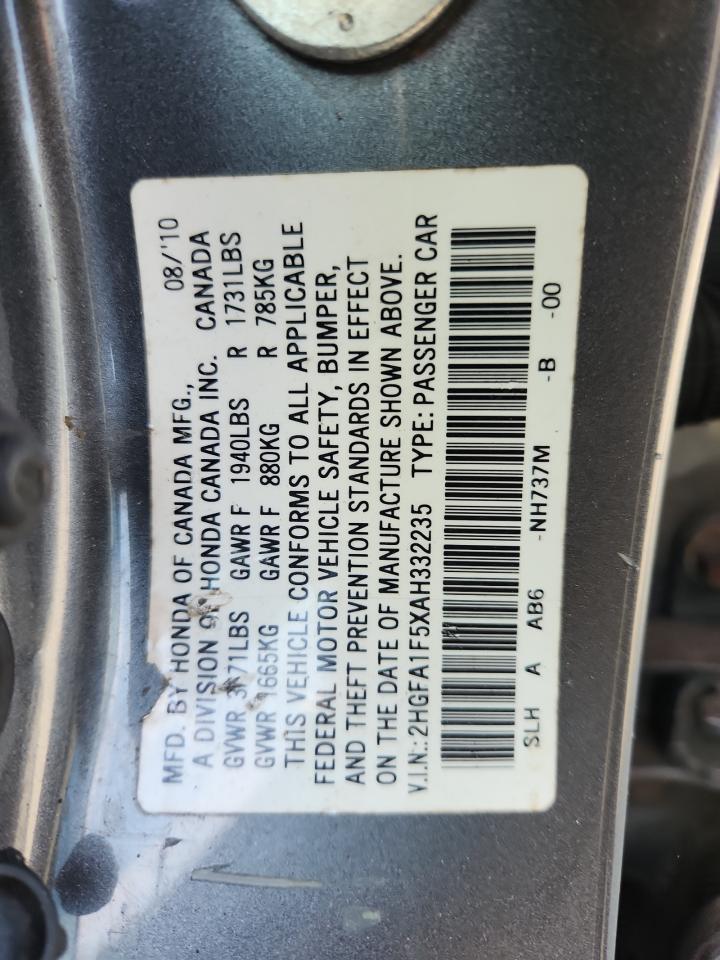 MFD. BY HONDA OF CANADA MFG., 08/'10
A DIVISION HONDA CANADA INC. CANADA
GVWR LBS GAWR F 1940LBS R 1731LBS
GVWR 1665KG GAWR F 880KG R 785KG
THIS VEHICLE CONFORMS TO ALL APPLICABLE
FEDERAL MOTOR VEHICLE SAFETY, BUMPER,
AND THEFT PREVENTION STANDARDS IN EFFECT
ON THE DATE OF MANUFACTURE SHOWN ABOVE.
V.I.N.: 2HGFA1F5XAH332235 TYPE: PASSENGER CAR
SLH A AB6 -NH737M -B -00